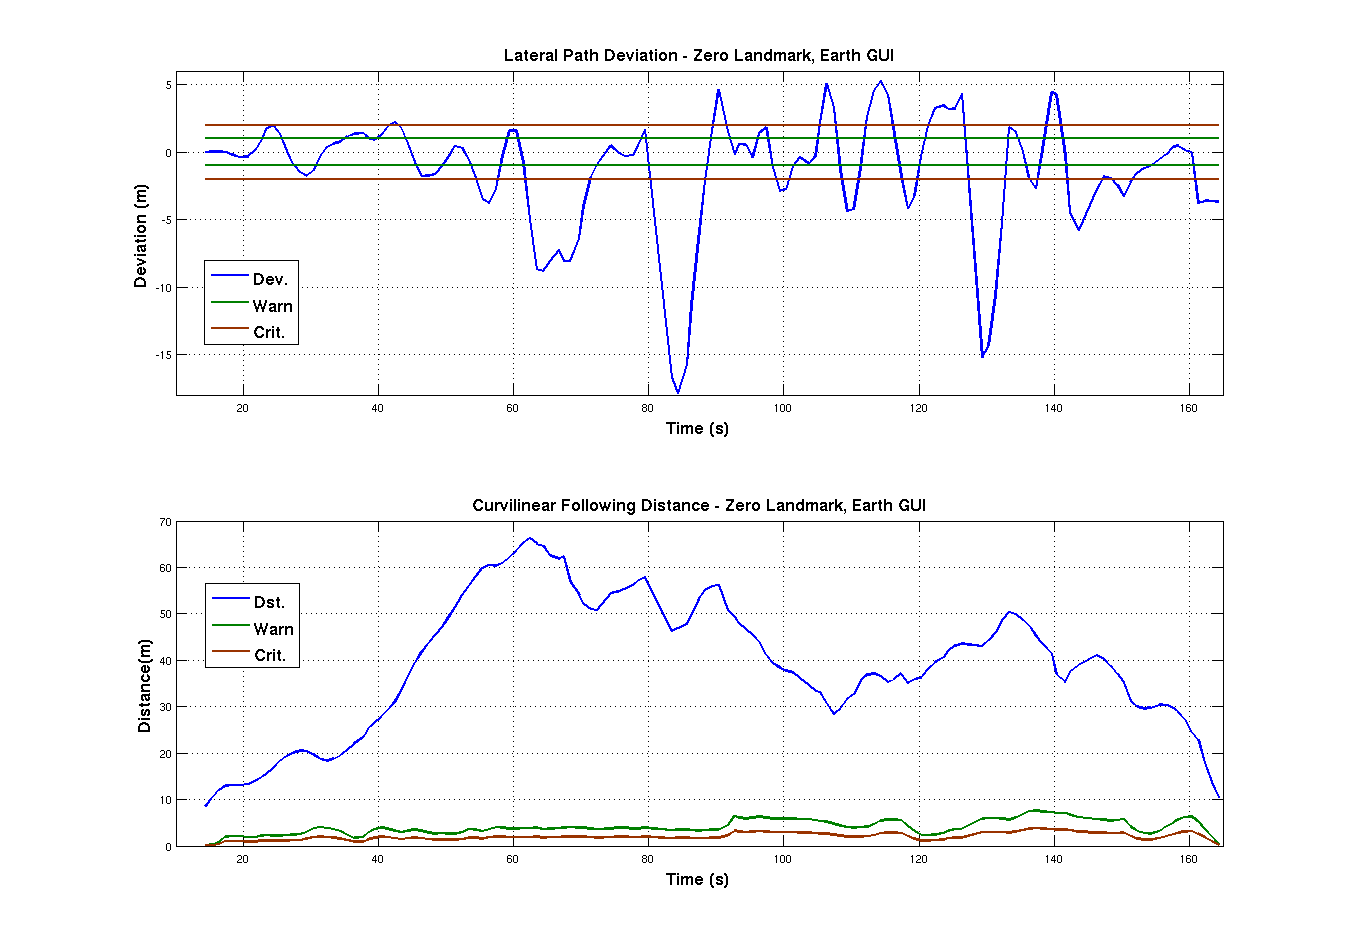 Lateral Path Deviation - Zero Landmark, Earth GUI
5
0
-5
-10
-15
Deviation (m)
Dev.
Warn
Crit.
20 40 60 80 100 120 140 160
Time (s)
Curvilinear Following Distance - Zero Landmark, Earth GUI
70
60
50
40
30
20
10
0
Distance(m)
Dst.
Warn
Crit.
20 40 60 80 100 120 140 160
Time (s)